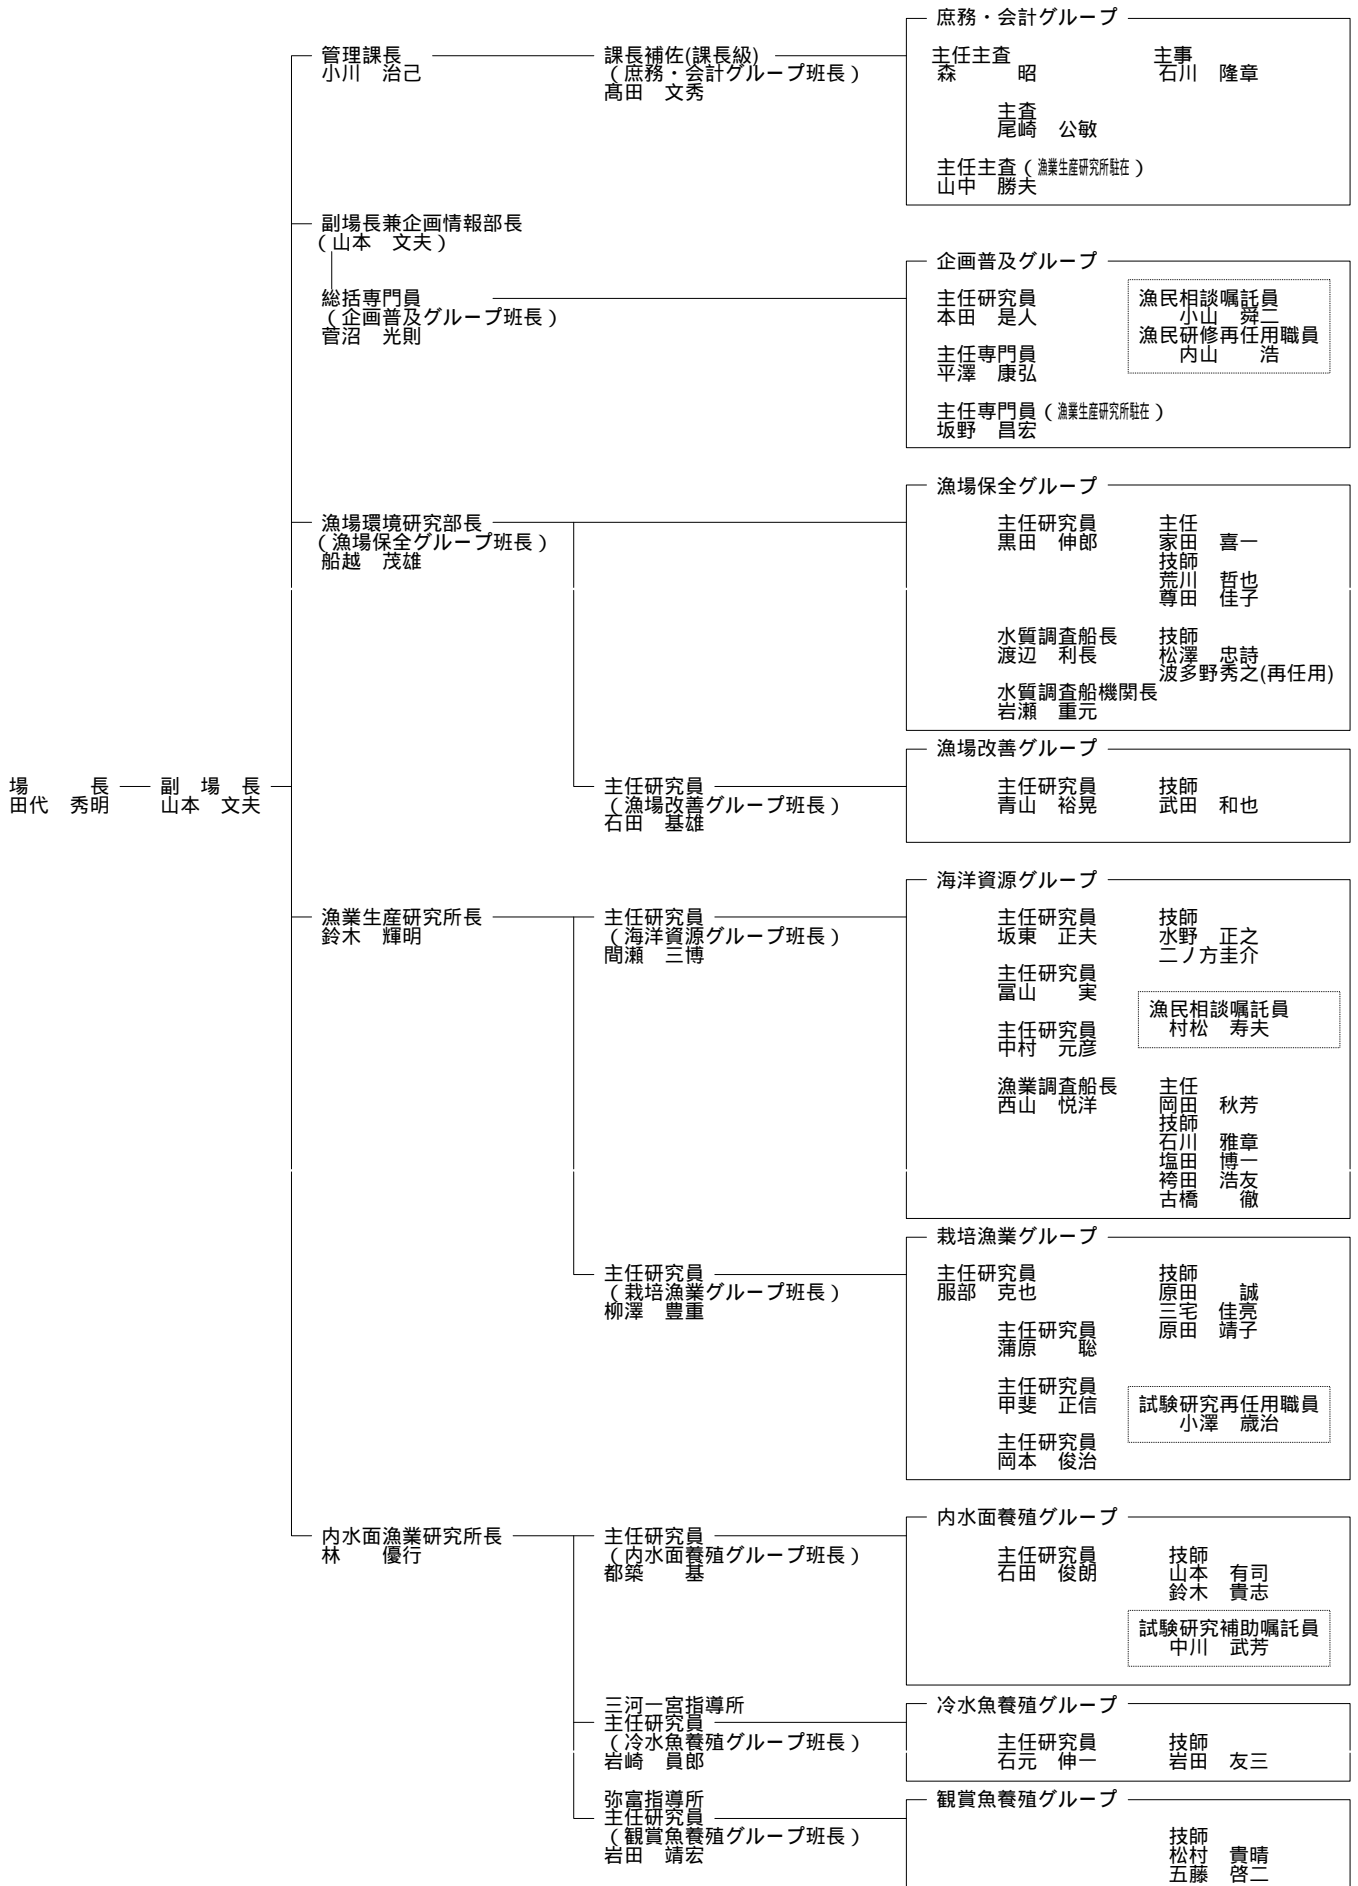 場　　　長
田代　秀明
副　場　長
山本　文夫
管理課長
小川　治己
課長補佐(課長級)
（庶務・会計グループ班長）
髙田　文秀
庶務・会計グループ
主任主査
森　　　昭
主事
石川　隆章
主査
尾崎　公敏
主任主査（漁業生産研究所駐在）
山中　勝夫
副場長兼企画情報部長
（山本　文夫）
総括専門員
（企画普及グループ班長）
菅沼　光則
企画普及グループ
主任研究員
本田　是人
主任専門員
平澤　康弘
主任専門員（漁業生産研究所駐在）
坂野　昌宏
漁民相談嘱託員
小山　舜二
漁民研修再任用職員
内山　　浩
漁場環境研究部長
（漁場保全グループ班長）
船越　茂雄
漁場保全グループ
主任研究員
黒田　伸郎
主任
家田　喜一
技師
荒川　哲也
尊田　佳子
水質調査船長
渡辺　利長
技師
松澤　忠詩
波多野秀之(再任用)
水質調査船機関長
岩瀬　重元
主任研究員
（漁場改善グループ班長）
石田　基雄
漁場改善グループ
主任研究員
青山　裕晃
技師
武田　和也
漁業生産研究所長
鈴木　輝明
主任研究員
（海洋資源グループ班長）
間瀬　三博
海洋資源グループ
主任研究員
坂東　正夫
技師
水野　正之
二ノ方圭介
主任研究員
冨山　　実
漁民相談嘱託員
村松　寿夫
主任研究員
中村　元彦
漁業調査船長
西山　悦洋
主任
岡田　秋芳
技師
石川　雅章
塩田　博一
袴田　浩友
古橋　　徹
主任研究員
（栽培漁業グループ班長）
柳澤　豊重
栽培漁業グループ
主任研究員
服部　克也
技師
原田　　誠
三宅　佳亮
原田　靖子
主任研究員
蒲原　　聡
主任研究員
甲斐　正信
試験研究再任用職員
小澤　歳治
主任研究員
岡本　俊治
内水面漁業研究所長
林　　優行
主任研究員
（内水面養殖グループ班長）
都築　　基
内水面養殖グループ
主任研究員
石田　俊朗
技師
山本　有司
鈴木　貴志
試験研究補助嘱託員
中川　武芳
三河一宮指導所
主任研究員
（冷水魚養殖グループ班長）
岩崎　員郎
冷水魚養殖グループ
主任研究員
石元　伸一
技師
岩田　友三
弥富指導所
主任研究員
（観賞魚養殖グループ班長）
岩田　靖宏
観賞魚養殖グループ
技師
松村　貴晴
五藤　啓二